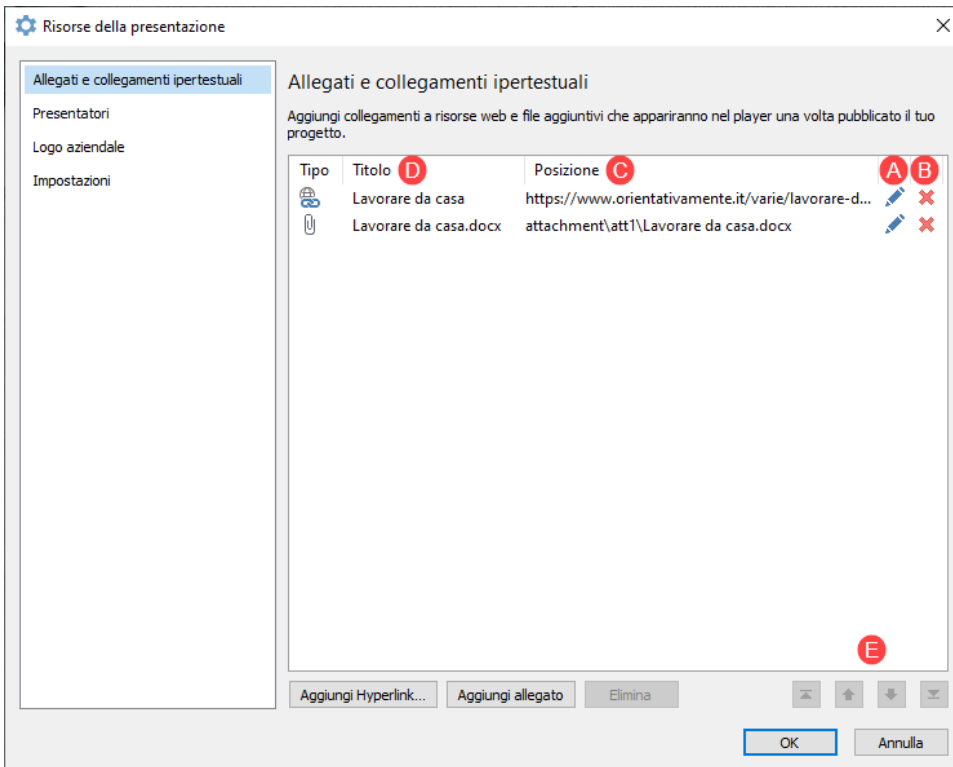 Risorse della presentazione
Allegati e collegamenti ipertestuali
Presentatori
Logo aziendale
Impostazioni
Allegati e collegamenti ipertestuali
Aggiungi collegamenti a risorse web e file aggiuntivi che appariranno nel player una volta pubblicato il tuo
progetto.
Tipo Titolo D Posizione C A B
Lavorare da casa https://www.orientativamente.it/varie/lavorare-d...
Lavorare da casa.docx attachment\att1\Lavorare da casa.docx
E
Aggiungi Hyperlink... Aggiungi allegato Elimina
OK Annulla